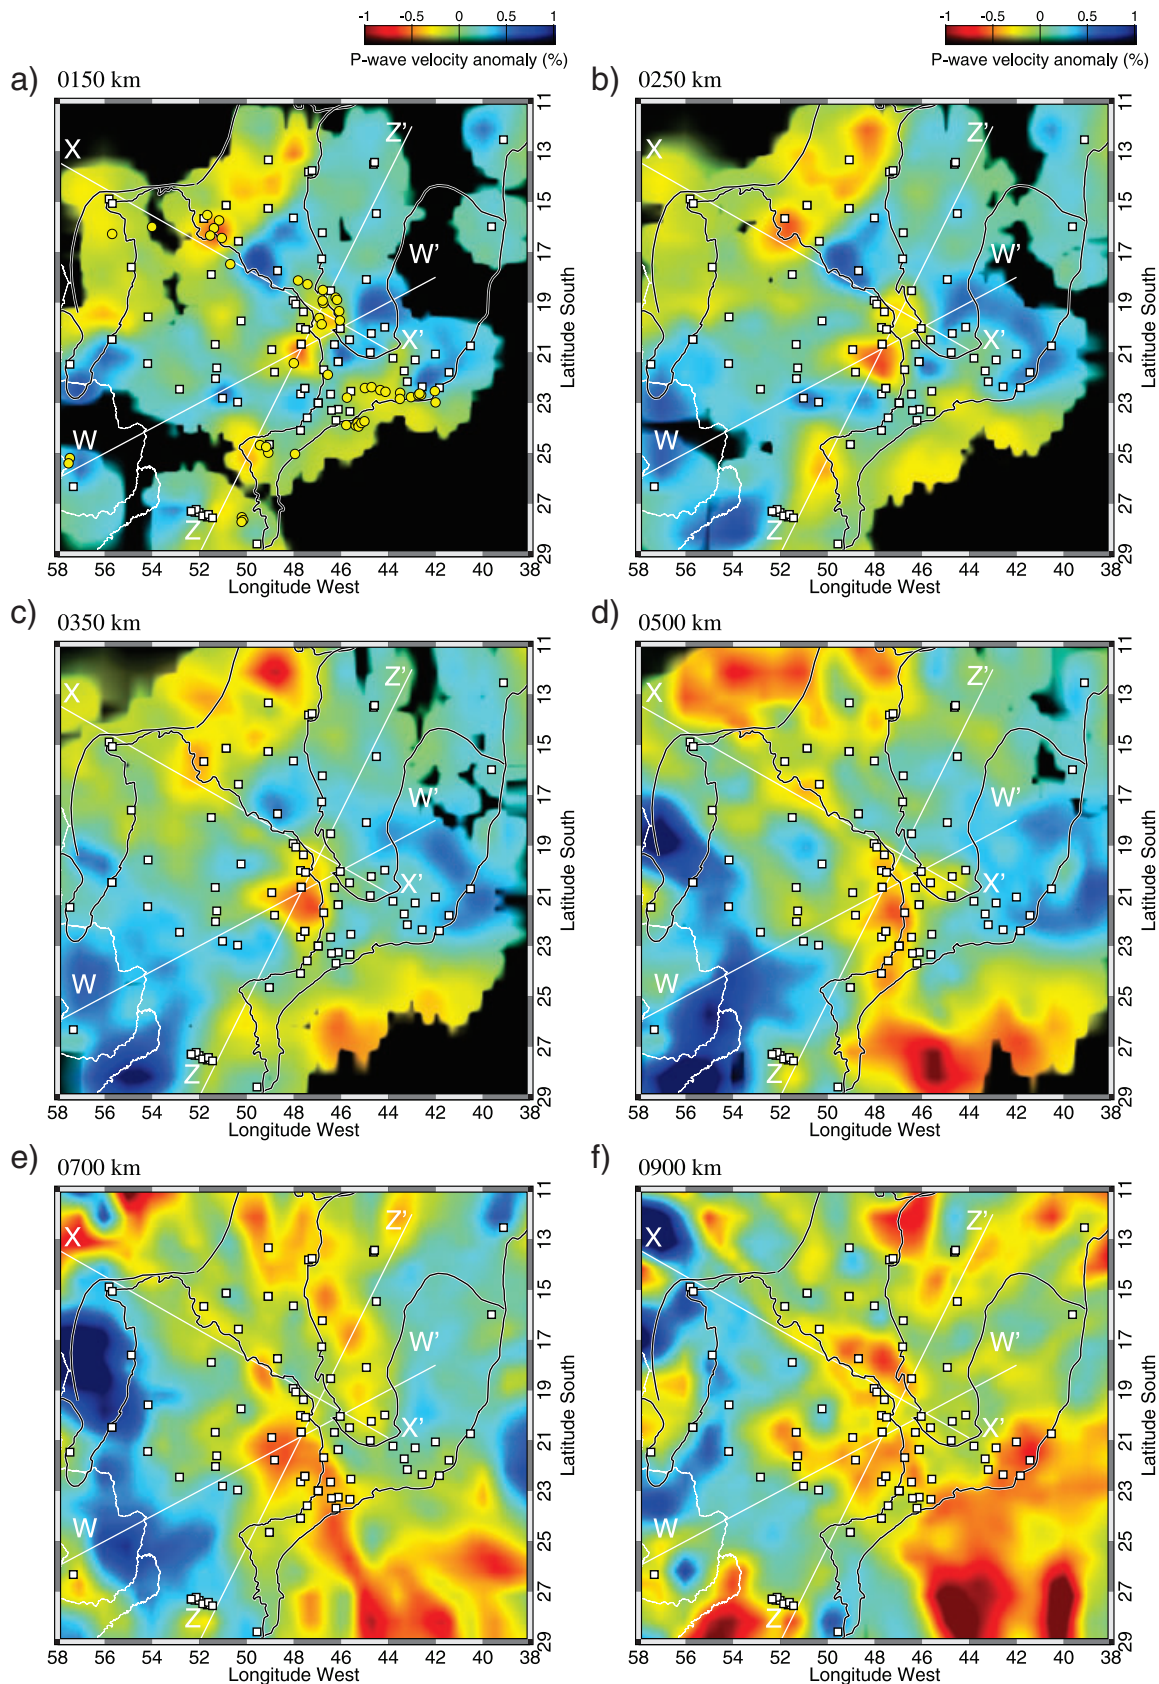 -1 -0.5 0 0.5 1
P-wave velocity anomaly (%)
-1 -0.5 0 0.5 1
P-wave velocity anomaly (%)
a) 0150 km
X
Z'
W'
X'
W
Z
11
13
15
17
19
21
23
25
27
29
Latitude South
58 56 54 52 50 48 46 44 42 40 38
Longitude West
b) 0250 km
X
Z'
W'
X'
W
Z
11
13
15
17
19
21
23
25
27
29
Latitude South
58 56 54 52 50 48 46 44 42 40 38
Longitude West
c) 0350 km
X
Z'
W'
X'
W
Z
11
13
15
17
19
21
23
25
27
29
Latitude South
58 56 54 52 50 48 46 44 42 40 38
Longitude West
d) 0500 km
X
Z'
W'
X'
W
Z
11
13
15
17
19
21
23
25
27
29
Latitude South
58 56 54 52 50 48 46 44 42 40 38
Longitude West
e) 0700 km
X
Z'
W'
X'
W
Z
11
13
15
17
19
21
23
25
27
29
Latitude South
58 56 54 52 50 48 46 44 42 40 38
Longitude West
f) 0900 km
X
Z'
W'
X'
W
Z
11
13
15
17
19
21
23
25
27
29
Latitude South
58 56 54 52 50 48 46 44 42 40 38
Longitude West